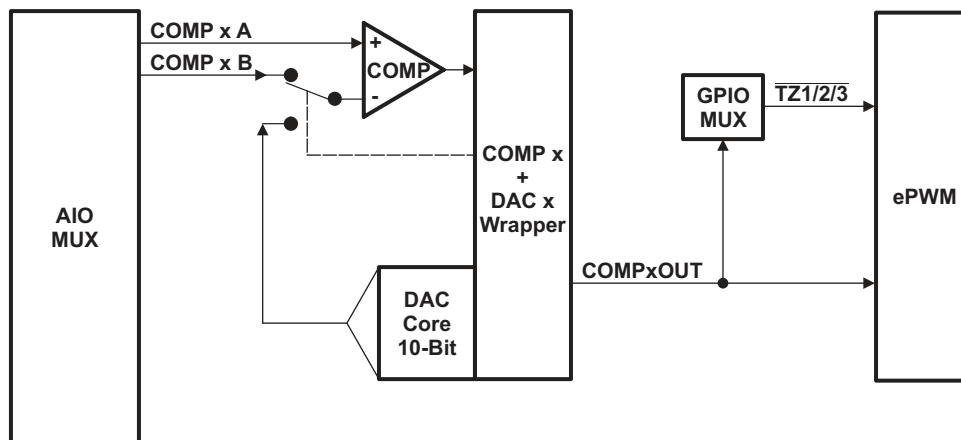 COMP x A
COMP x B
+
COMP
-
AIO
MUX
COMP x
+
DAC x
Wrapper
DAC
Core
10-Bit
COMPxOUT
GPIO
MUX
TZ1/2/3
ePWM